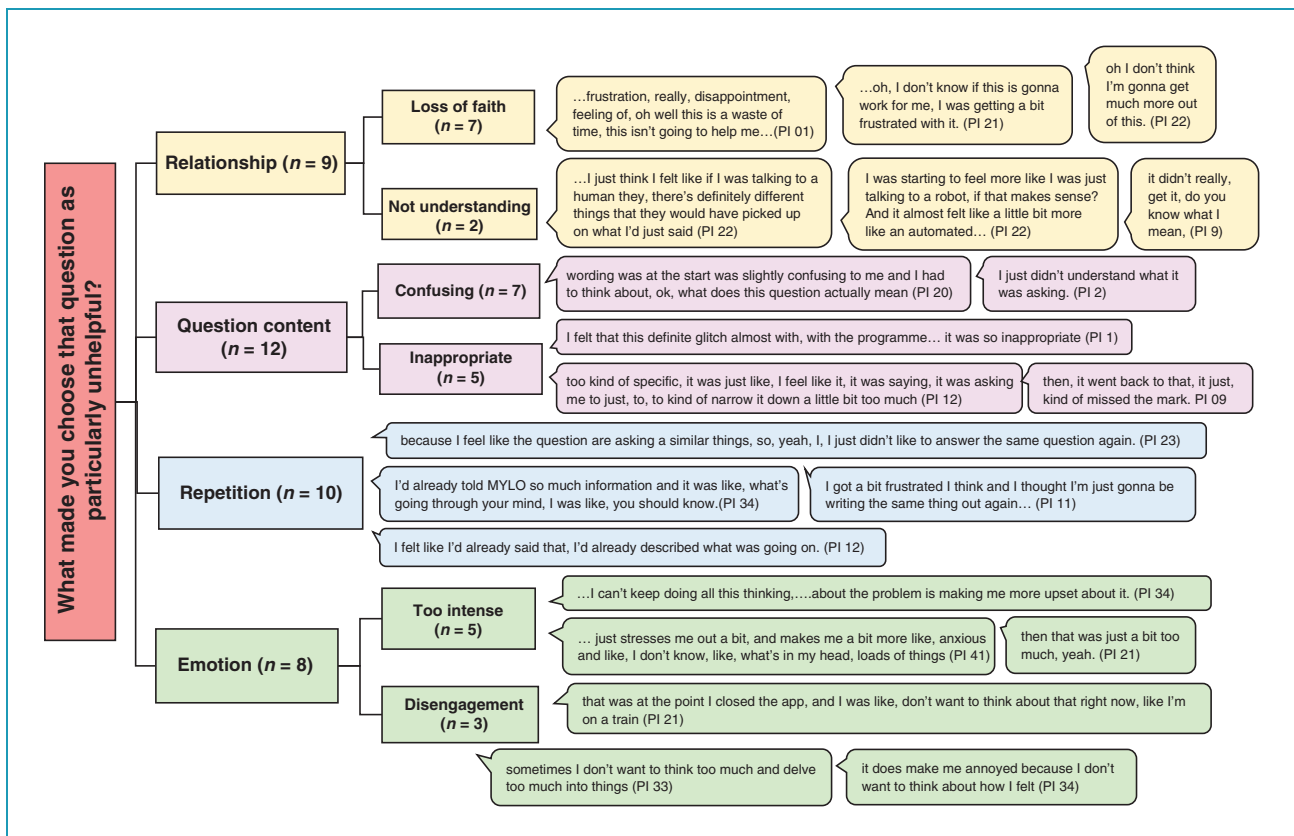 What made you choose that question as
particularly unhelpful?
Relationship (n = 9)
Loss of faith
(n = 7)
…frustration, really, disappointment,
feeling of, oh well this is a waste of
time, this isn't going to help me…(PI 01)
…oh, I don't know if this is gonna
work for me, I was getting a bit
frustrated with it. (PI 21)
oh I don't think
I'm gonna get
much more out
of this. (PI 22)
Not understanding
(n = 2)
…I just think I felt like if I was talking to a
human they, there's definitely different
things that they would have picked up
on what I'd just said (PI 22)
I was starting to feel more like I was just
talking to a robot, if that makes sense?
And it almost felt like a little bit more
like an automated… (PI 22)
it didn't really,
get it, do you
know what I
mean, (PI 9)
Question content
(n = 12)
Confusing (n = 7)
wording was at the start was slightly confusing to me and I had
to think about, ok, what does this question actually mean (PI 20)
I just didn't understand what it
was asking. (PI 2)
Inappropriate
(n = 5)
I felt that this definite glitch almost with, with the programme… it was so inappropriate (PI 1)
too kind of specific, it was just like, I feel like it, it was saying, it was asking
me to just, to, to kind of narrow it down a little bit too much (PI 12)
then, it went back to that, it just,
kind of missed the mark. PI 09
Repetition (n = 10)
because I feel like the question are asking a similar things, so, yeah, I, I just didn't like to answer the same question again. (PI 23)
I'd already told MYLO so much information and it was like, what's
going through your mind, I was like, you should know.(PI 34)
I got a bit frustrated I think and I thought I'm just gonna be
writing the same thing out again… (PI 11)
I felt like I'd already said that, I'd already described what was going on. (PI 12)
Emotion (n = 8)
Too intense
(n = 5)
…I can't keep doing all this thinking,….about the problem is making me more upset about it. (PI 34)
… just stresses me out a bit, and makes me a bit more like, anxious
and like, I don't know, like, what's in my head, loads of things (PI 41)
then that was just a bit too
much, yeah. (PI 21)
Disengagement
(n = 3)
that was at the point I closed the app, and I was like, don't want to think about that right now, like I'm
on a train (PI 21)
sometimes I don't want to think too much and delve
too much into things (PI 33)
it does make me annoyed because I don't
want to think about how I felt (PI 34)